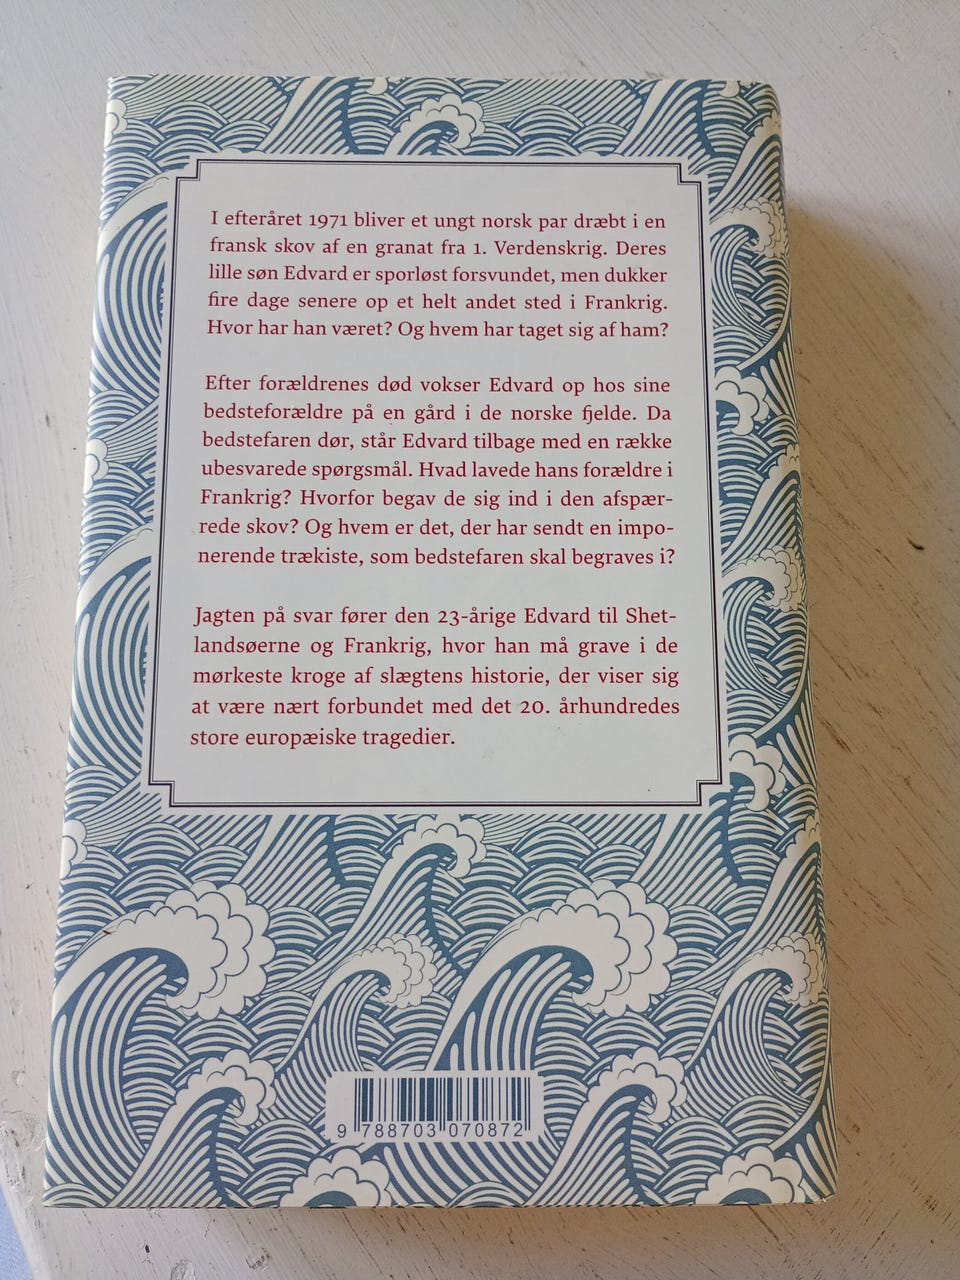 I efteråret 1971 bliver et ungt norsk par dræbt i en
fransk skov af en granat fra 1. Verdenskrig. Deres
lille søn Edvard er sporløst forsvundet, men dukker
fire dage senere op et helt andet sted i Frankrig.
Hvor har han været? Og hvem har taget sig af ham?
Efter forældrenes død vokser Edvard op hos sine
bedsteforældre på en gård i de norske fjelde. Da
bedstefaren dør, står Edvard tilbage med en række
ubesvarede spørgsmål. Hvad lavede hans forældre i
Frankrig? Hvorfor begav de sig ind i den afspær-
rede skov? Og hvem er det, der har sendt en impo-
nerende trækiste, som bedstefaren skal begraves i?
Jagten på svar fører den 23-årige Edvard til Shet-
landsøerne og Frankrig, hvor han må grave i de
mørkeste kroge af slægtens historie, der viser sig
at være nært forbundet med det 20. århundredes
store europæiske tragedier.
9 788703 070872